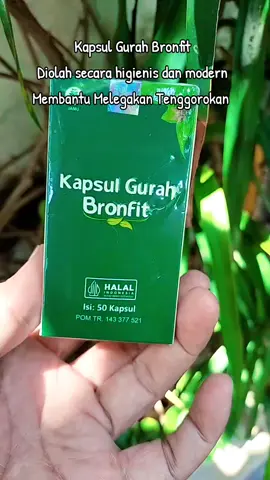 Kapsul Gurah Bronfit
Diolah secara higienis dan modern
Membantu Melegakan Tenggorokan
JAMU
Kapsul Gurah
Bronfit
HALAL
INDONESIA
Isi: 50 Kapsul
POM TR. 143 377 521